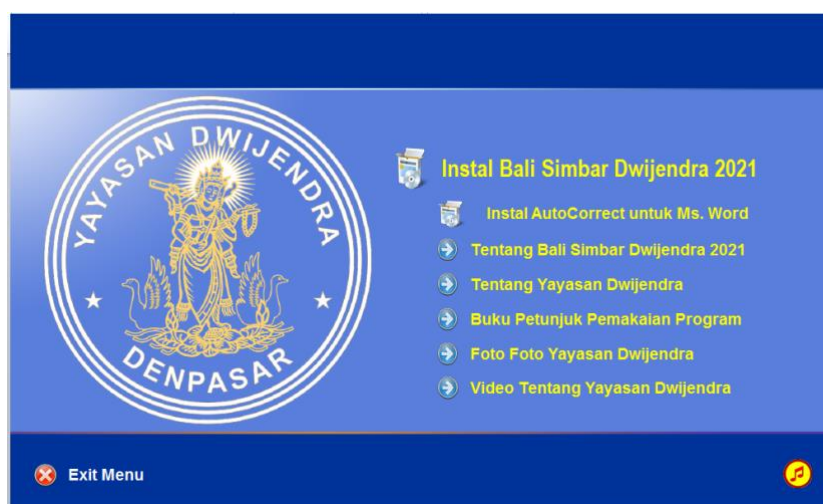 YAYASAN DWIJENDRA
DENPASAR
Instal Bali Simbar Dwijendra 2021
Instal AutoCorrect untuk Ms. Word
Tentang Bali Simbar Dwijendra 2021
Tentang Yayasan Dwijendra
Buku Petunjuk Pemakaian Program
Foto Foto Yayasan Dwijendra
Video Tentang Yayasan Dwijendra
Exit Menu